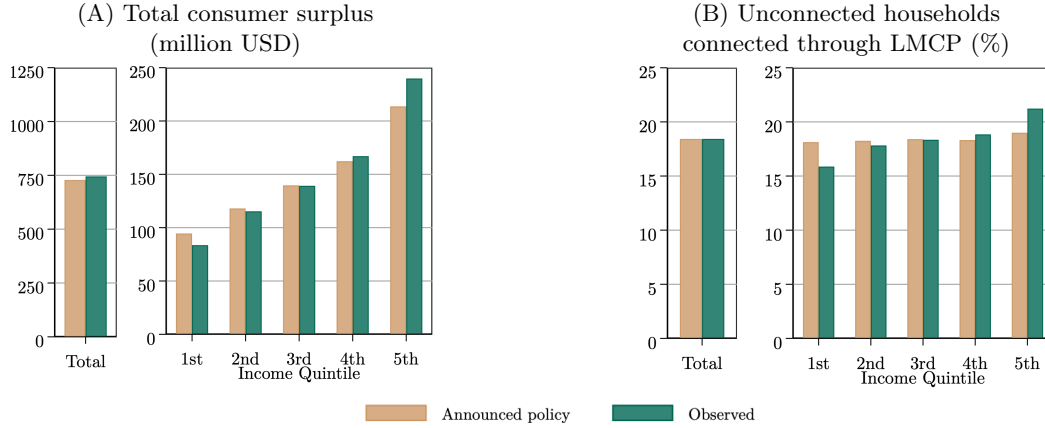 (A) Total consumer surplus
(million USD)
1250
1000
750
500
250
0
Total
250
200
150
100
50
0
1st 2nd 3rd 4th 5th
Income Quintile
(B) Unconnected households
connected through LMCP (%)
25
20
15
10
5
0
Total
25
20
15
10
5
0
1st 2nd 3rd 4th 5th
Income Quintile
Announced policy Observed